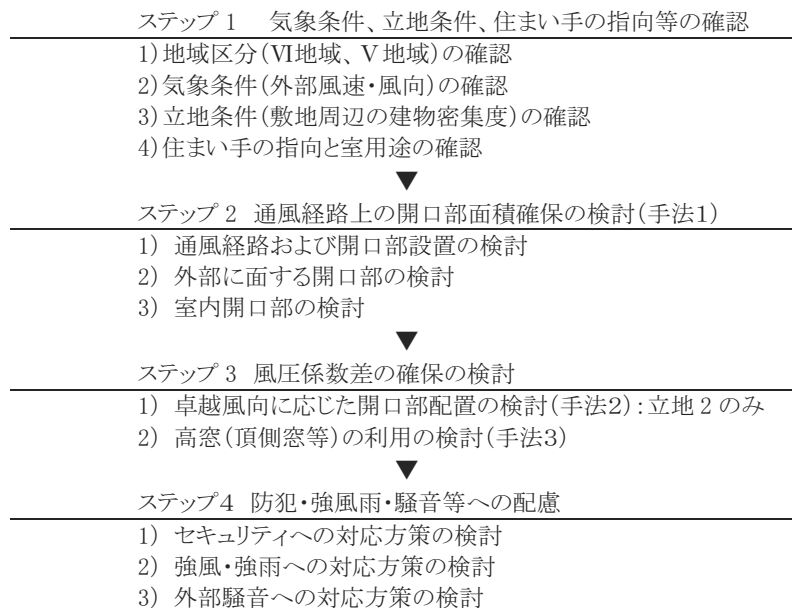 ステップ 1　気象条件、立地条件、住まい手の指向等の確認
1)地域区分(Ⅵ地域、Ⅴ地域)の確認
2)気象条件(外部風速・風向)の確認
3)立地条件(敷地周辺の建物密集度)の確認
4)住まい手の指向と室用途の確認
▼
ステップ 2 通風経路上の開口部面積確保の検討(手法1)
1) 通風経路および開口部設置の検討
2) 外部に面する開口部の検討
3) 室内開口部の検討
▼
ステップ 3 風圧係数差の確保の検討
1) 卓越風向に応じた開口部配置の検討(手法2):立地 2 のみ
2) 高窓(頂側窓等)の利用の検討(手法3)
▼
ステップ4 防犯・強風雨・騒音等への配慮
1) セキュリティへの対応方策の検討
2) 強風・強雨への対応方策の検討
3) 外部騒音への対応方策の検討